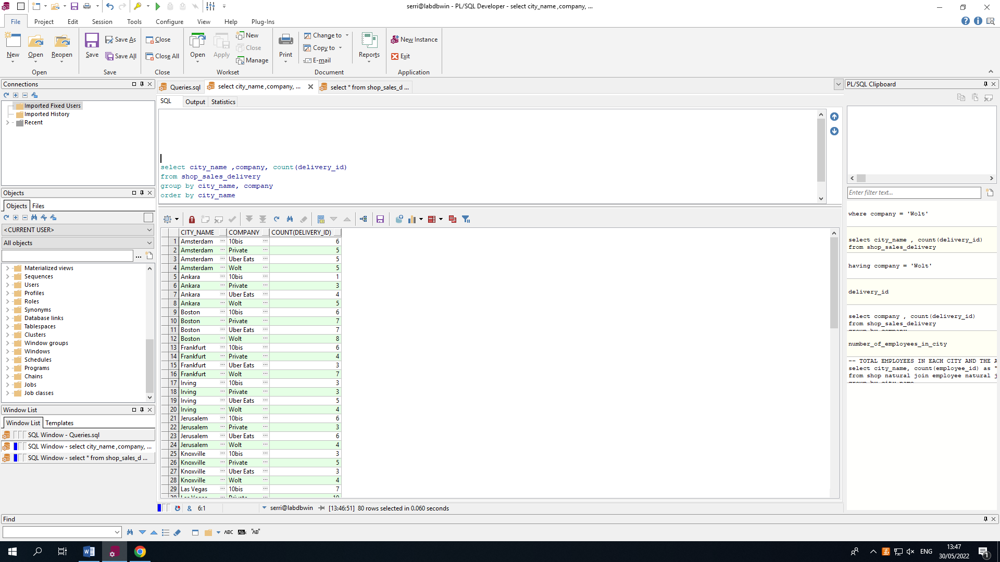 serri@labdbwin - PL/SQL Developer - select city_name ,company, ...
File Project Edit Session Tools Configure View Help Plug-Ins
New Open Reopen Save Save As Save All Close Close All Open Apply New Close Manage Print Change to Copy to E-mail Reports New Instance Exit
Open Save Close Workset Document Application
Connections
Imported Fixed Users
Imported History
Recent
Objects
Objects Files
<CURRENT USER>
All objects
...
Materialized views
Sequences
Users
Profiles
Roles
Synonyms
Database links
Tablespaces
Clusters
Window groups
Windows
Schedules
Programs
Chains
Jobs
Job classes
Window List
Window List Templates
SQL Window - Queries.sql
SQL Window - select city_name ,company, ...
SQL Window - select * from shop_sales_d ...
Queries.sql select city_name ,company, ... select * from shop_sales_d ...
SQL Output Statistics
select city_name ,company, count(delivery_id)
from shop_sales_delivery
group by city_name, company
order by city_name
CITY_NAME COMPANY COUNT(DELIVERY_ID)
1 Amsterdam ... 10bis ... 6
2 Amsterdam ... Private ... 5
3 Amsterdam ... Uber Eats ... 5
4 Amsterdam ... Wolt ... 5
5 Ankara ... 10bis ... 1
6 Ankara ... Private ... 3
7 Ankara ... Uber Eats ... 4
8 Ankara ... Wolt ... 5
9 Boston ... 10bis ... 6
10 Boston ... Private ... 7
11 Boston ... Uber Eats ... 7
12 Boston ... Wolt ... 8
13 Frankfurt ... 10bis ... 6
14 Frankfurt ... Private ... 4
15 Frankfurt ... Uber Eats ... 3
16 Frankfurt ... Wolt ... 7
17 Irving ... 10bis ... 3
18 Irving ... Private ... 3
19 Irving ... Uber Eats ... 5
20 Irving ... Wolt ... 4
21 Jerusalem ... 10bis ... 6
22 Jerusalem ... Private ... 3
23 Jerusalem ... Uber Eats ... 6
24 Jerusalem ... Wolt ... 4
25 Knoxville ... 10bis ... 3
26 Knoxville ... Private ... 5
27 Knoxville ... Uber Eats ... 3
28 Knoxville ... Wolt ... 4
29 Las Vegas ... 10bis ... 7
& 6:1 serri@labdbwin [13:46:51] 80 rows selected in 0.060 seconds
PL/SQL Clipboard
Enter filter text...
where company = 'Wolt'
select city_name , count(delivery_id)
from shop_sales_delivery
having company = 'Wolt'
delivery_id
select company , count(delivery_id)
from shop_sales_delivery
group by company
number_of_employees_in_city
-- TOTAL EMPLOYEES IN EACH CITY AND THE A
select city_name, count(employee_id) as "
from shop natural join employee natural j
group by city_name
Find
ABC AB: "AB"
ENG
13:47
30/05/2022
1